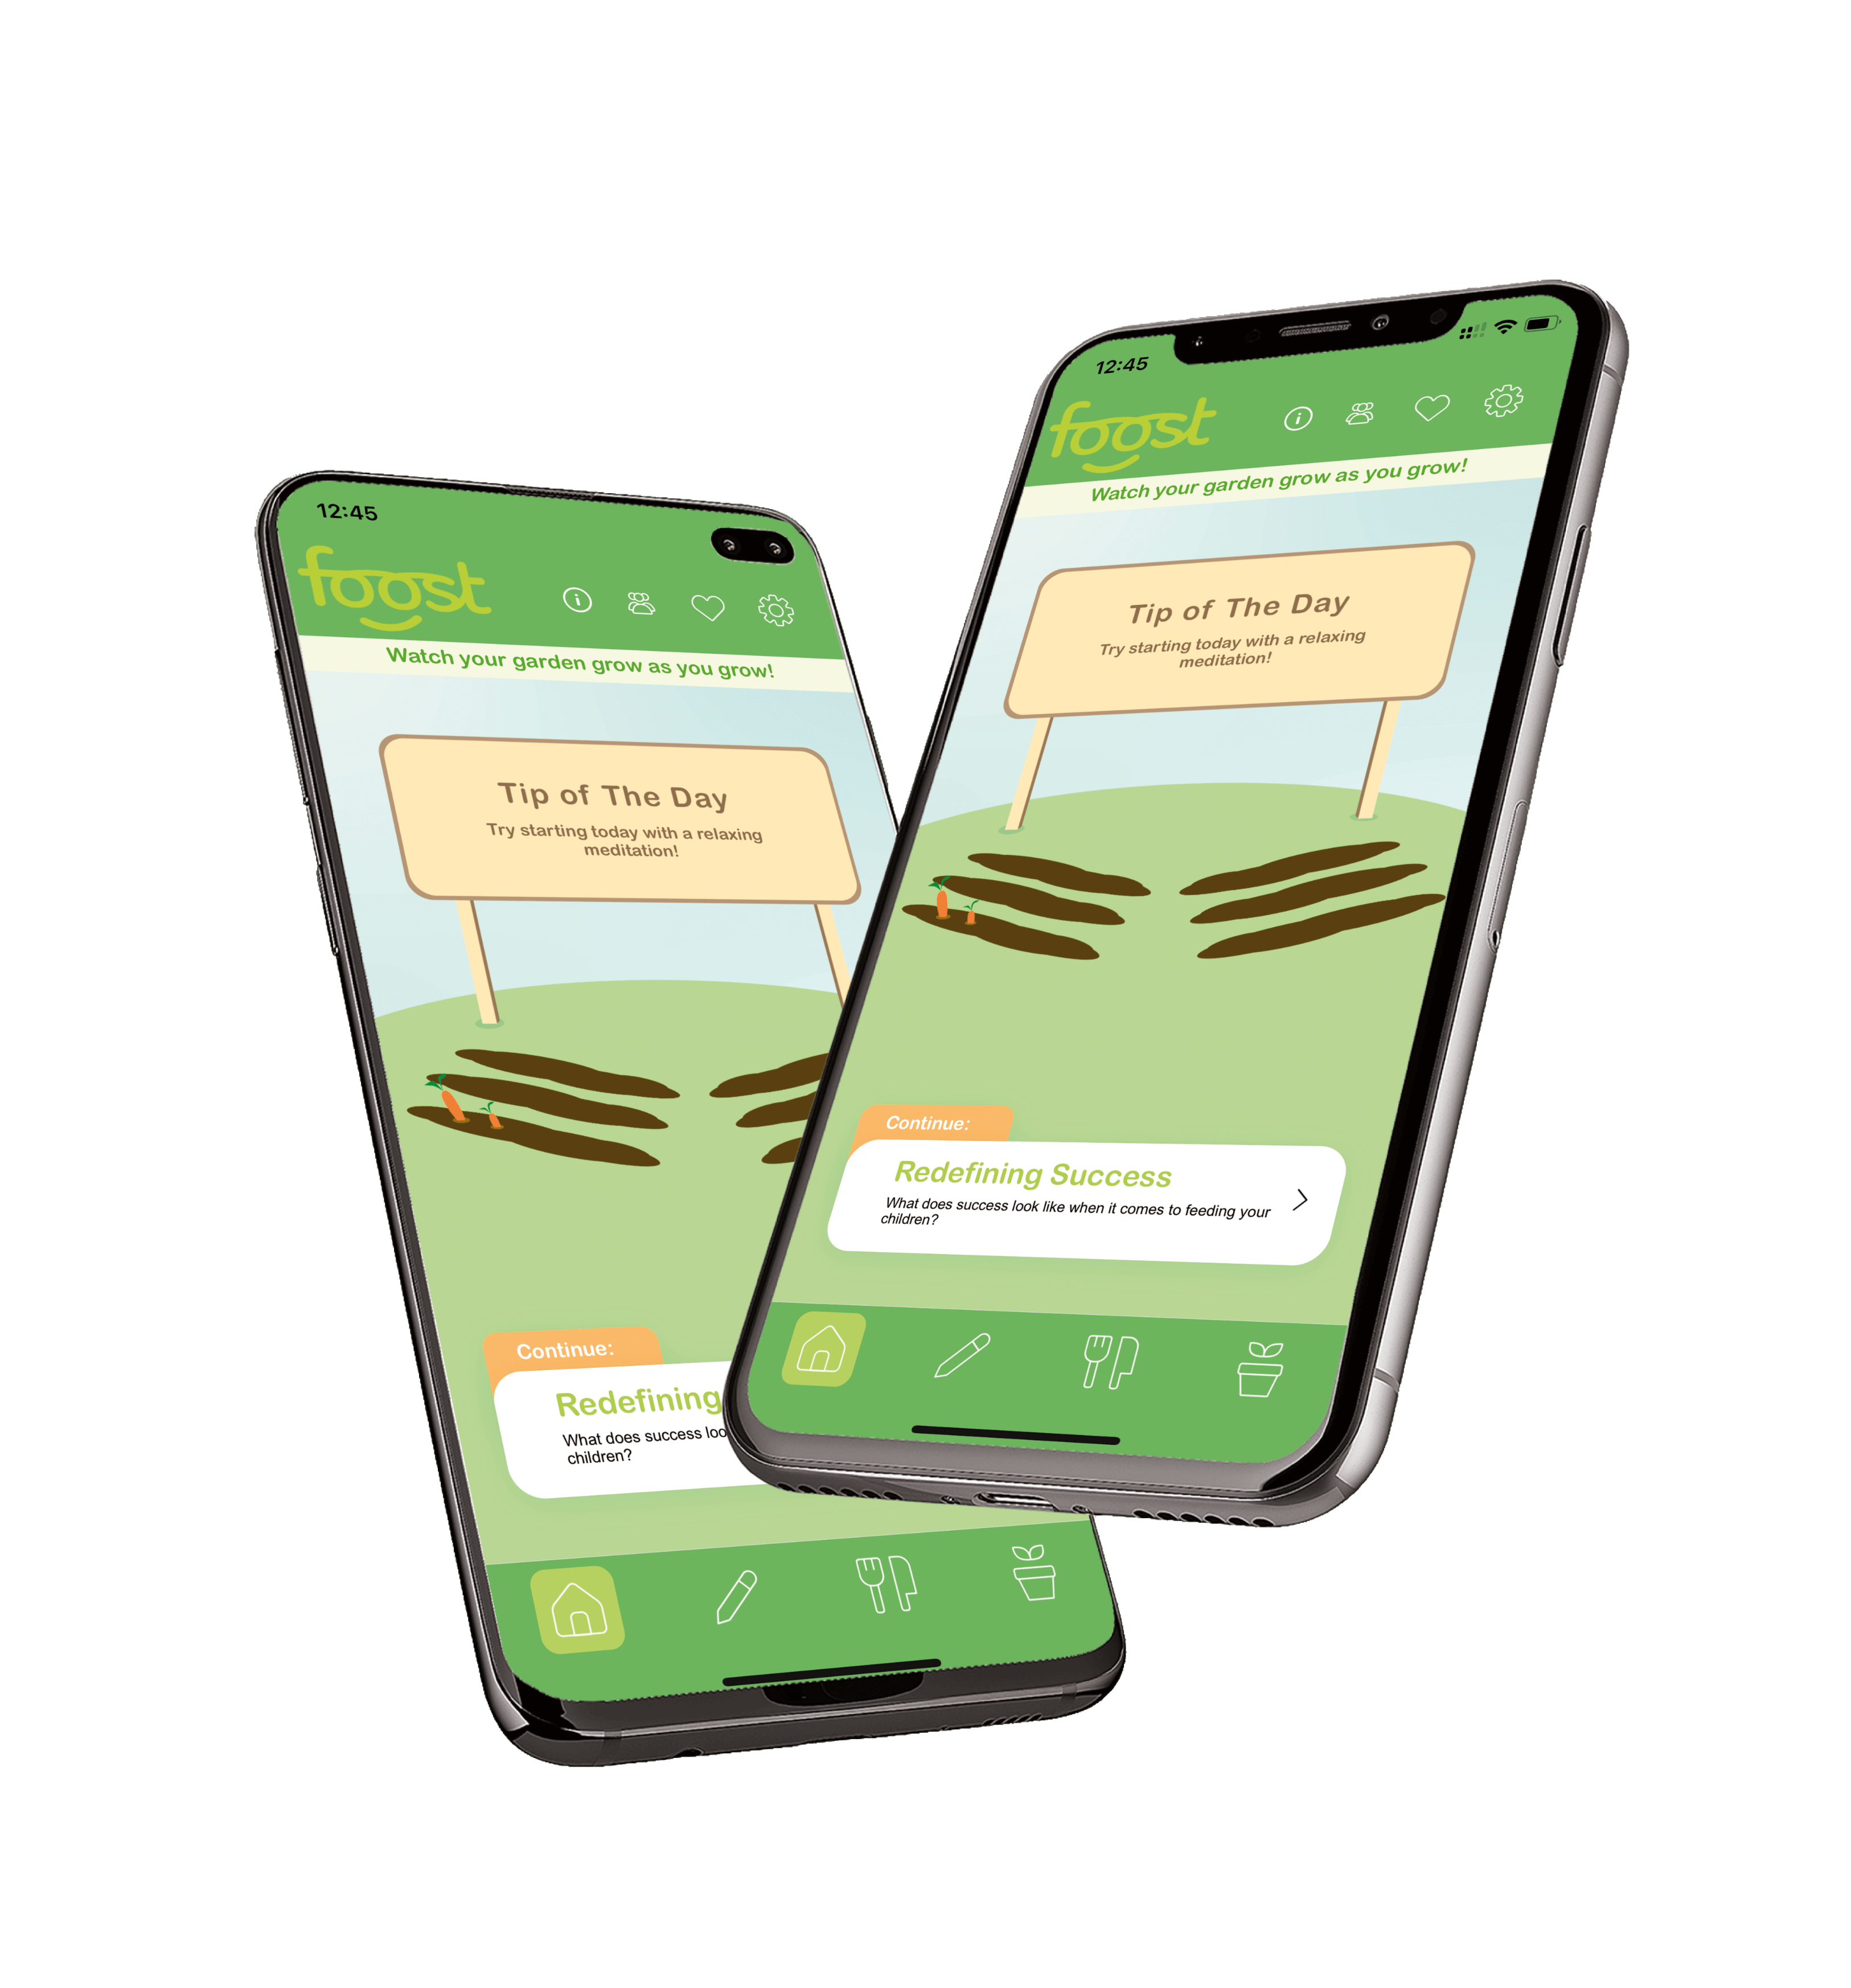 12:45
foost
Watch your garden grow as you grow!
Tip of The Day
Try starting today with a relaxing
meditation!
Continue:
Redefining
What does success loo
children?
12:45
foost
Watch your garden grow as you grow!
Tip of The Day
Try starting today with a relaxing
meditation!
Continue:
Redefining Success
What does success look like when it comes to feeding your
children?